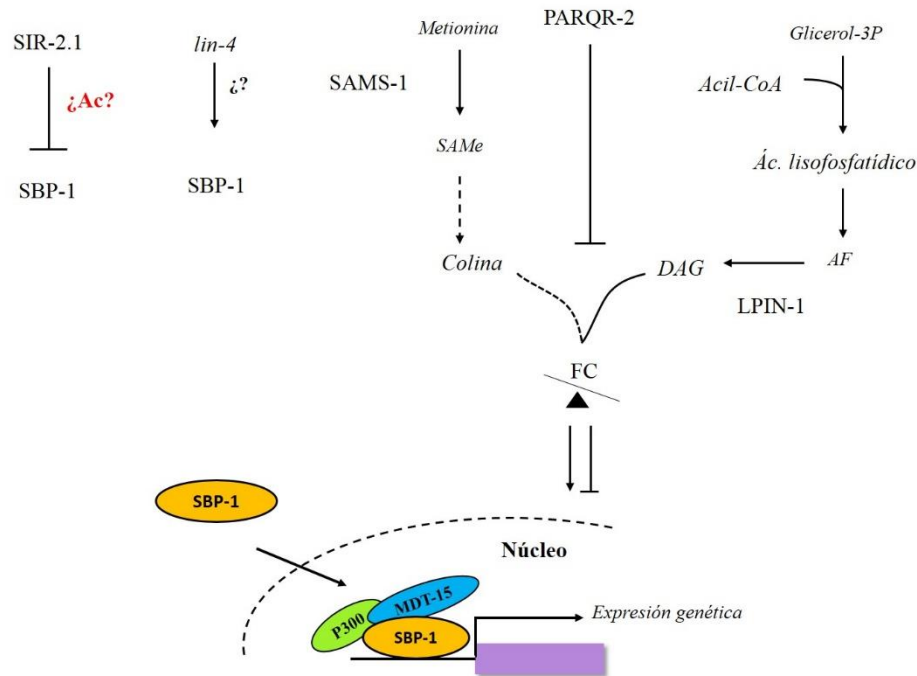 SIR-2.1
¿Ac?
SBP-1
lin-4
¿?
SBP-1
Metionina
SAMS-1
SAMe
Colina
PARQR-2
Glicerol-3P
Acil-CoA
Ác. lisofosfatídico
AF
DAG
LPIN-1
FC
SBP-1
Núcleo
P300
MDT-15
SBP-1
Expresión genética